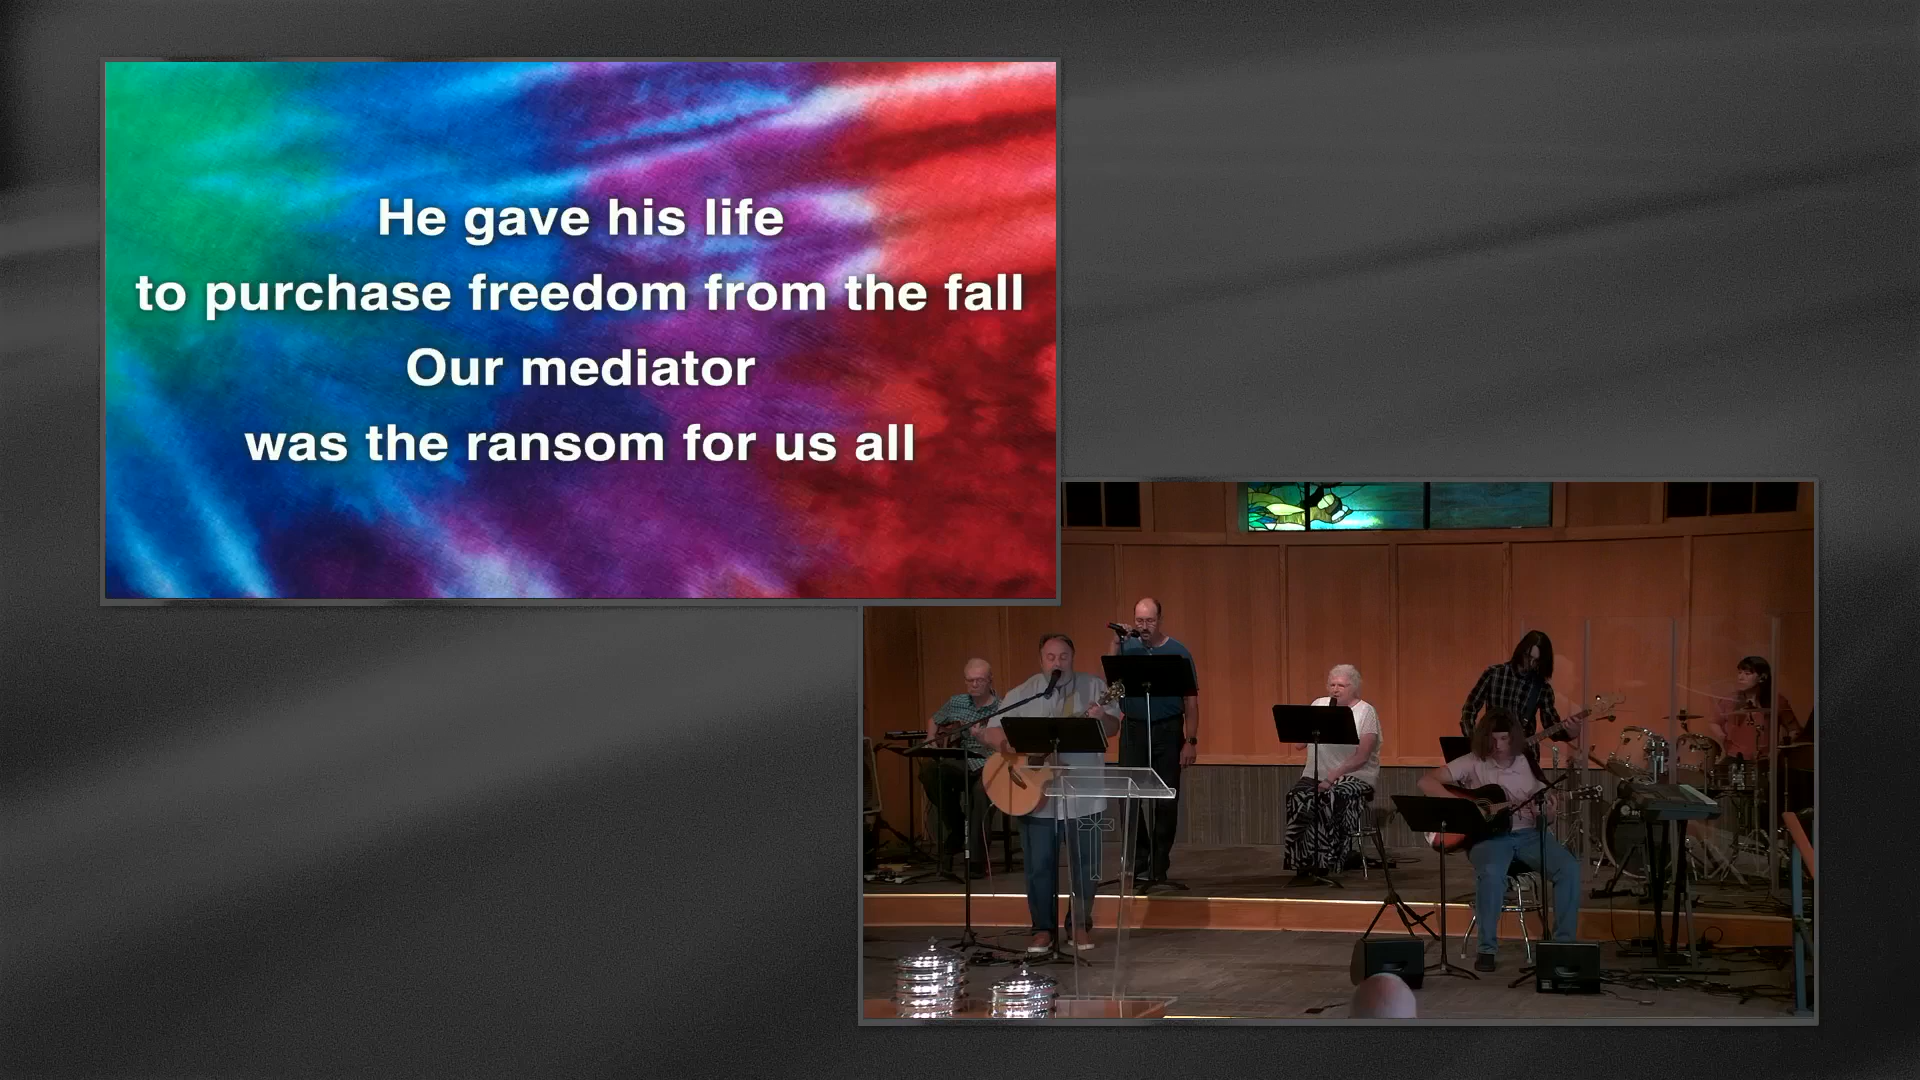 He gave his life
to purchase freedom from the fall
Our mediator
was the ransom for us all